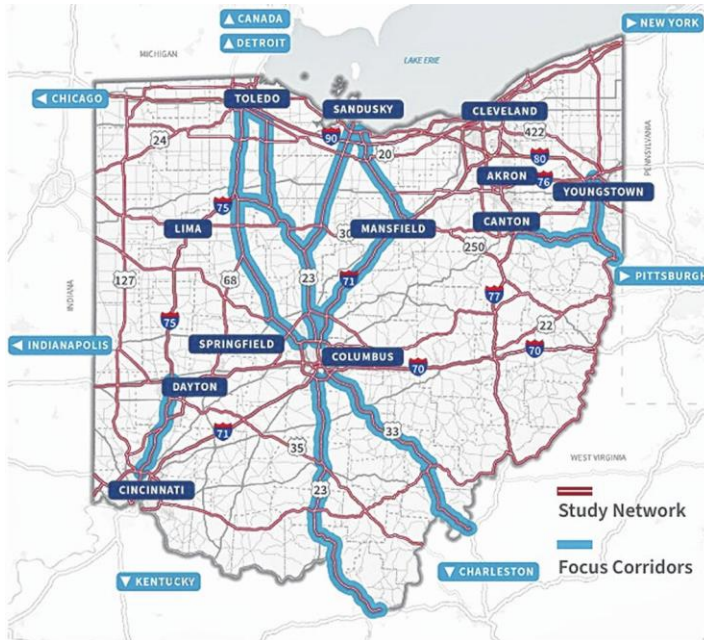 CANADA
NEW YORK
DETROIT
MICHIGAN
LAKE ERIE
CHICAGO
TOLEDO
SANDUSKY
CLEVELAND
90
422
24
20
80
PENNSYLVANIA
AKRON
76
YOUNGSTOWN
75
LIMA
30
MANSFIELD
CANTON
250
127
68
23
71
77
PITTSBURGH
INDIANA
75
22
INDIANAPOLIS
SPRINGFIELD
COLUMBUS
70
70
DAYTON
71
35
33
WEST VIRGINIA
CINCINNATI
23
Study Network
KENTUCKY
CHARLESTON
Focus Corridors